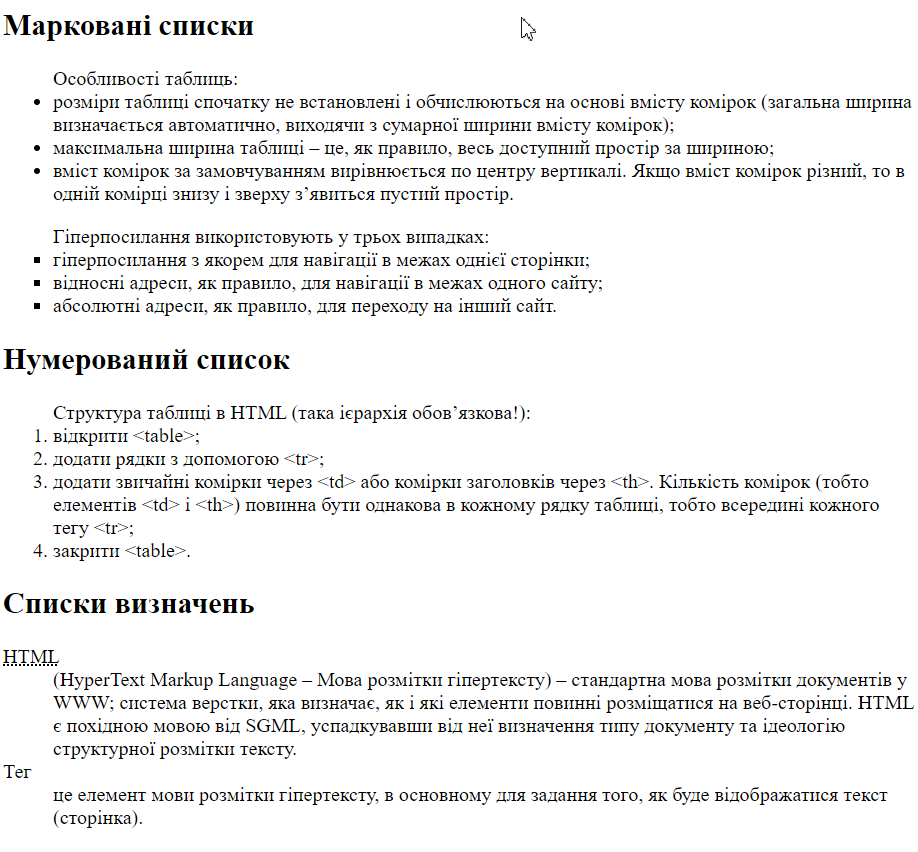 Марковані списки
Особливості таблиць:
розміри таблиці спочатку не встановлені і обчислюються на основі вмісту комірок (загальна ширина
визначається автоматично, виходячи з сумарної ширини вмісту комірок);
максимальна ширина таблиці – це, як правило, весь доступний простір за шириною;
вміст комірок за замовчуванням вирівнюється по центру вертикалі. Якщо вміст комірок різний, то в
одній комірці знизу і зверху з’явиться пустий простір.
Гіперпосилання використовують у трьох випадках:
гіперпосилання з якорем для навігації в межах однієї сторінки;
відносні адреси, як правило, для навігації в межах одного сайту;
абсолютні адреси, як правило, для переходу на інший сайт.
Нумерований список
Структура таблиці в HTML (така ієрархія обов’язкова!):
1. відкрити <table>;
2. додати рядки з допомогою <tr>;
3. додати звичайні комірки через <td> або комірки заголовків через <th>. Кількість комірок (тобто
елементів <td> і <th>) повинна бути однакова в кожному рядку таблиці, тобто всередині кожного
тегу <tr>;
4. закрити <table>.
Списки визначень
HTML
(HyperText Markup Language – Мова розмітки гіпертексту) – стандартна мова розмітки документів у
WWW; система верстки, яка визначає, як і які елементи повинні розміщатися на веб-сторінці. HTML
є похідною мовою від SGML, успадкувавши від неї визначення типу документу та ідеологію
структурної розмітки тексту.
Тег
це елемент мови розмітки гіпертексту, в основному для задання того, як буде відображатися текст
(сторінка).